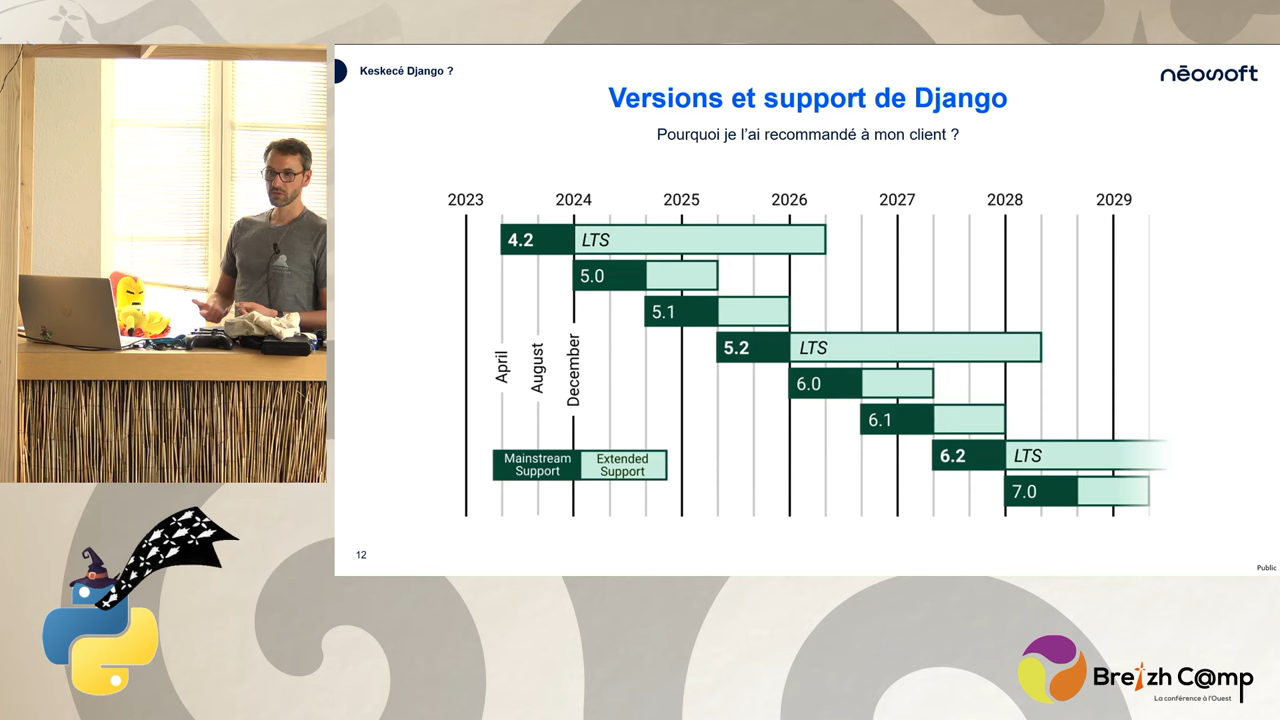 Keskecé Django ?
nēosoft
Versions et support de Django
Pourquoi je l'ai recommandé à mon client ?
2023 2024 2025 2026 2027 2028 2029
4.2 LTS
5.0
5.1
5.2 LTS
6.0
6.1
6.2 LTS
7.0
April
August
December
Mainstream
Support
Extended
Support
12
Public
Breizh C@mp
La conférence à l'Ouest